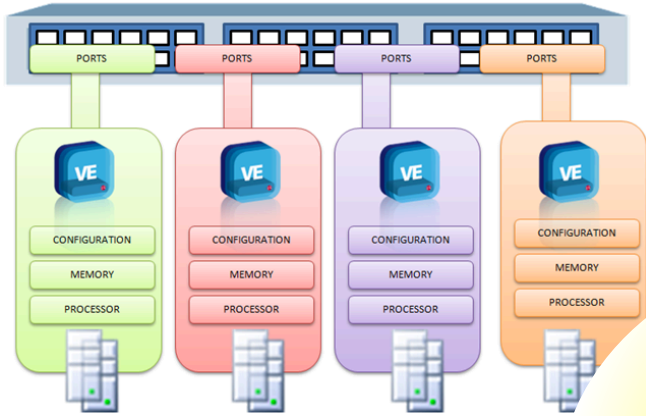 PORTS PORTS PORTS PORTS
VE VE VE VE
CONFIGURATION CONFIGURATION CONFIGURATION CONFIGURATION
MEMORY MEMORY MEMORY MEMORY
PROCESSOR PROCESSOR PROCESSOR PROCESSOR